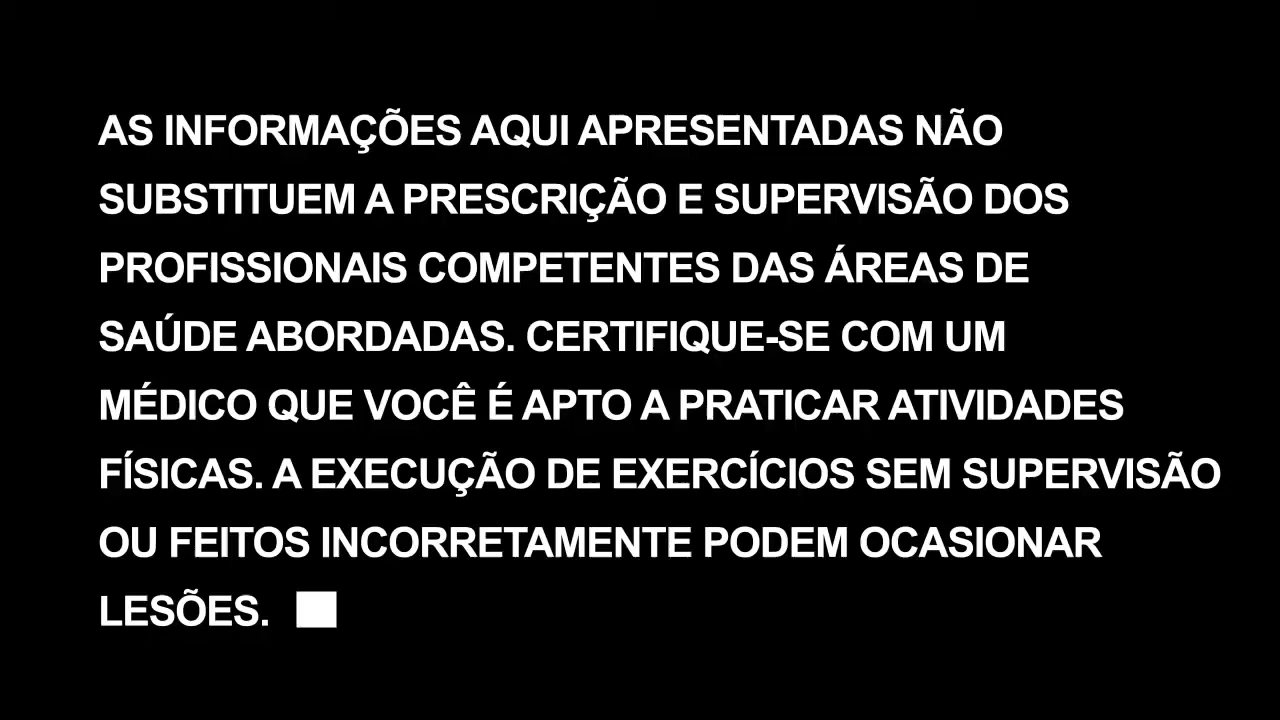 AS INFORMAÇÕES AQUI APRESENTADAS NÃO
SUBSTITUEM A PRESCRIÇÃO E SUPERVISÃO DOS
PROFISSIONAIS COMPETENTES DAS ÁREAS DE
SAÚDE ABORDADAS. CERTIFIQUE-SE COM UM
MÉDICO QUE VOCÊ É APTO A PRATICAR ATIVIDADES
FÍSICAS. A EXECUÇÃO DE EXERCÍCIOS SEM SUPERVISÃO
OU FEITOS INCORRETAMENTE PODEM OCASIONAR
LESÕES.